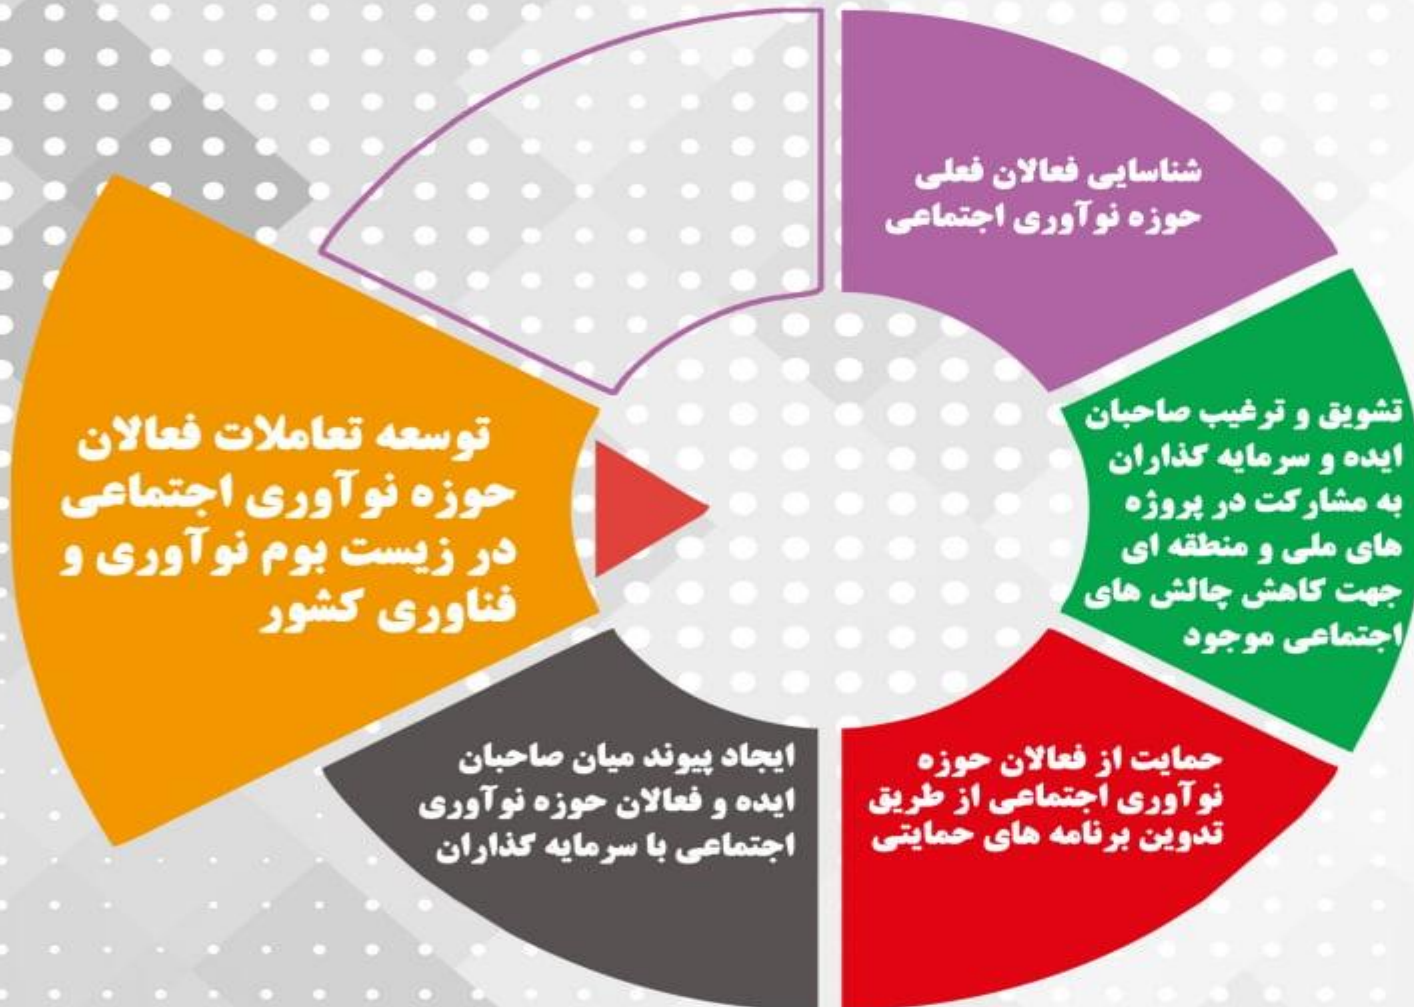 شناسایی فعالان فعلی
حوزه نوآوری اجتماعی
تشویق و ترغیب صاحبان
ایده و سرمایه گذاران
به مشارکت در پروژه
های ملی و منطقه ای
جهت کاهش چالش های
اجتماعی موجود
حمایت از فعالان حوزه
نوآوری اجتماعی از طریق
تدوین برنامه های حمایتی
ایجاد پیوند میان صاحبان
ایده و فعالان حوزه نوآوری
اجتماعی با سرمایه گذاران
توسعه تعاملات فعالان
حوزه نوآوری اجتماعی
در زیست بوم نوآوری و
فناوری کشور